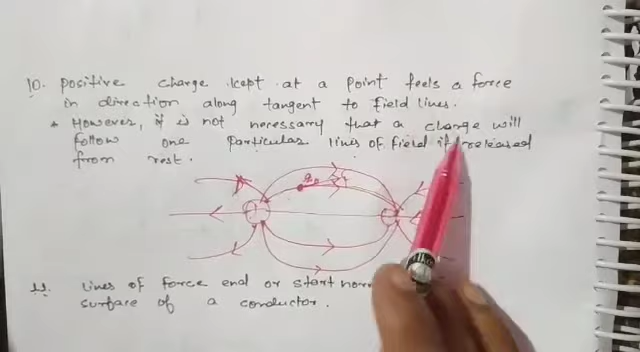 10. positive charge kept at a point feels a force
in direction along tangent to field lines.
* However, it is not necessary that a charge will
follow one particular lines of field if released
from rest.
q₀
11. lines of force end or start norm
surface of a conductor.